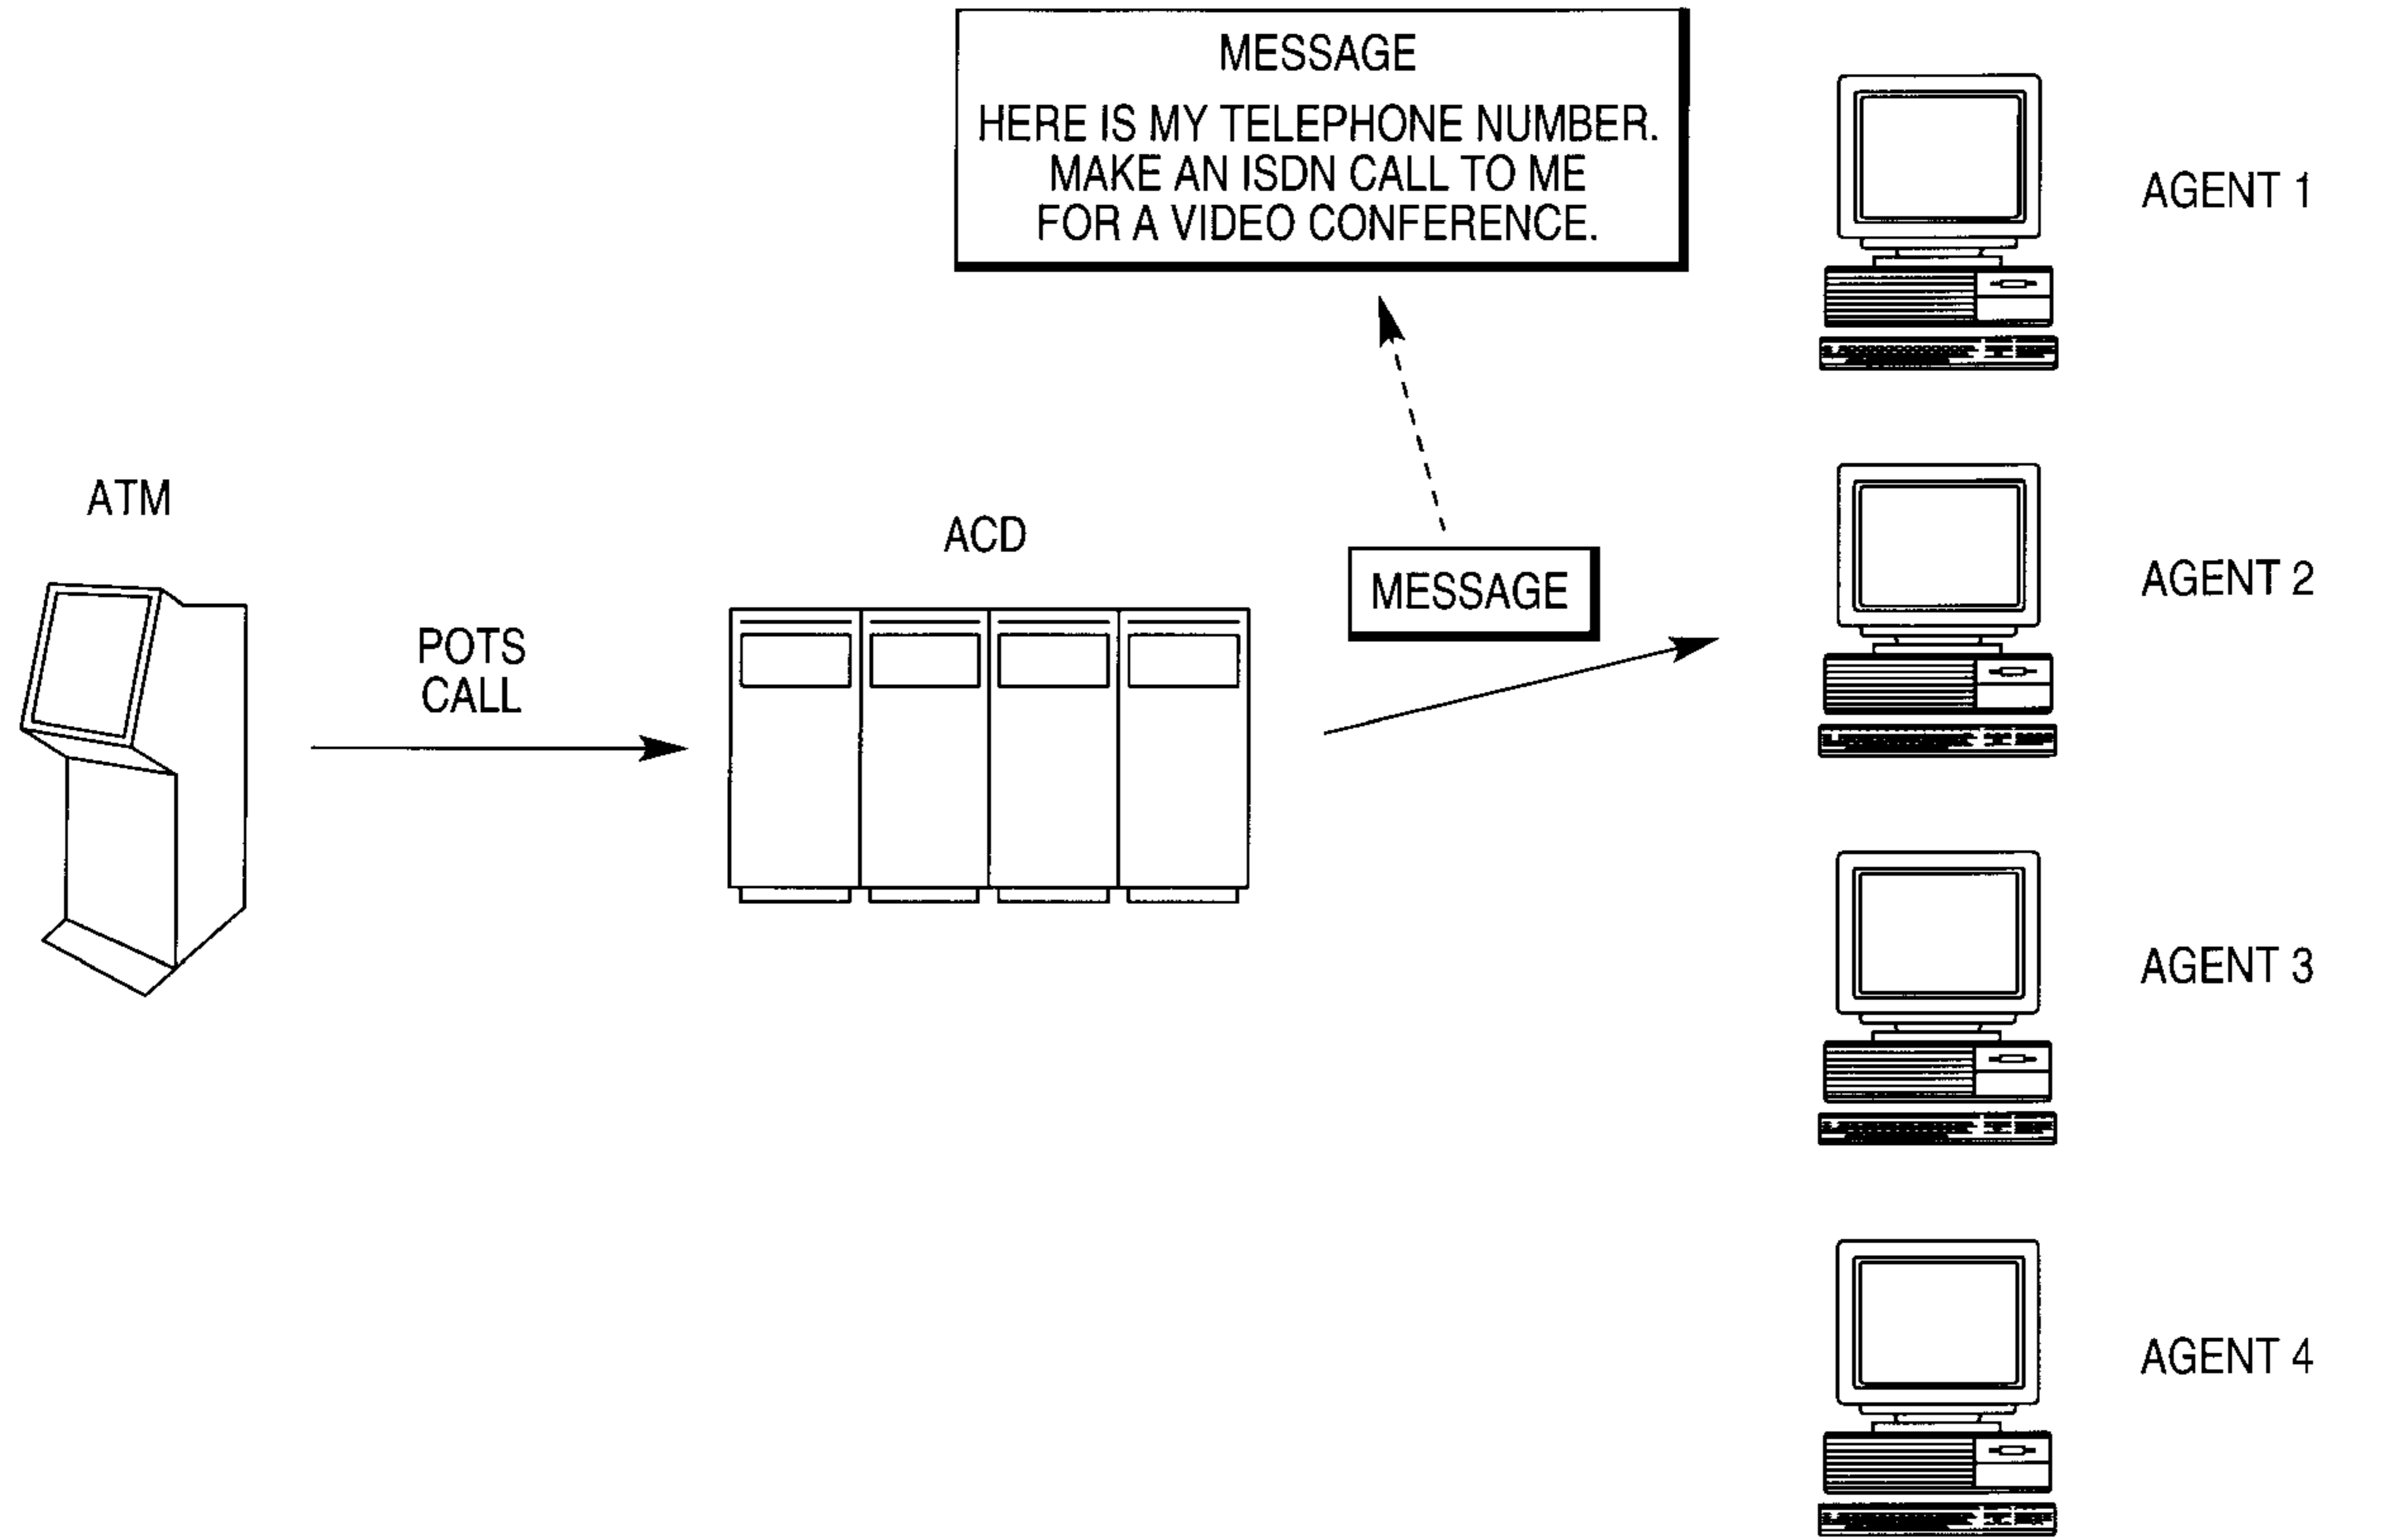 MESSAGE
HERE IS MY TELEPHONE NUMBER.
MAKE AN ISDN CALL TO ME
FOR A VIDEO CONFERENCE.
AGENT 1
ATM
ACD
MESSAGE
AGENT 2
POTS
CALL
AGENT 3
AGENT 4